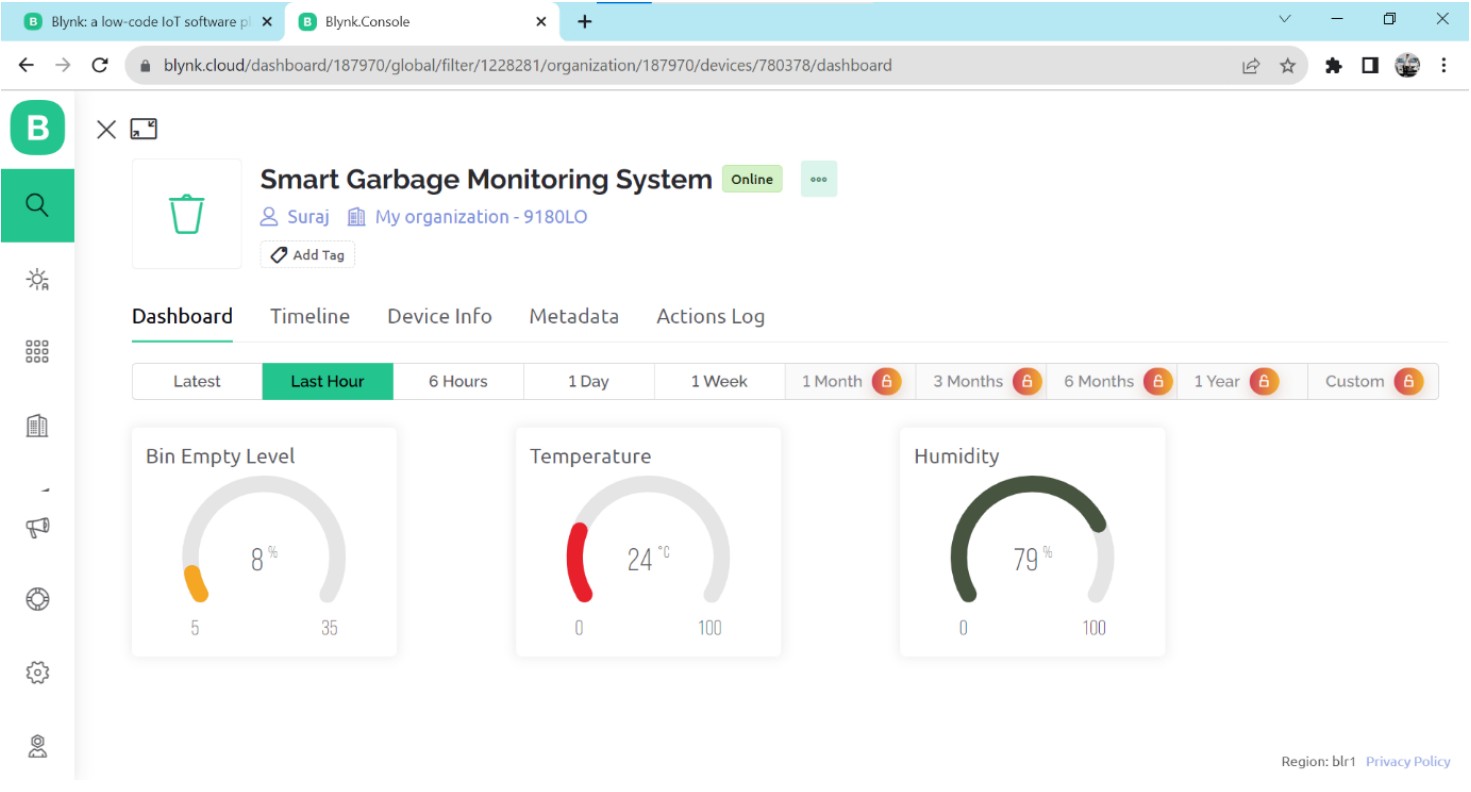 Blynk: a low-code IoT software pl
Blynk.Console
blynk.cloud/dashboard/187970/global/filter/1228281/organization/187970/devices/780378/dashboard
B
Smart Garbage Monitoring System Online
Suraj My organization - 9180LO
Add Tag
Dashboard Timeline Device Info Metadata Actions Log
Latest Last Hour 6 Hours 1 Day 1 Week 1 Month 3 Months 6 Months 1 Year Custom
Bin Empty Level
8 %
5 35
Temperature
24 °C
0 100
Humidity
79 %
0 100
Region: blr1 Privacy Policy